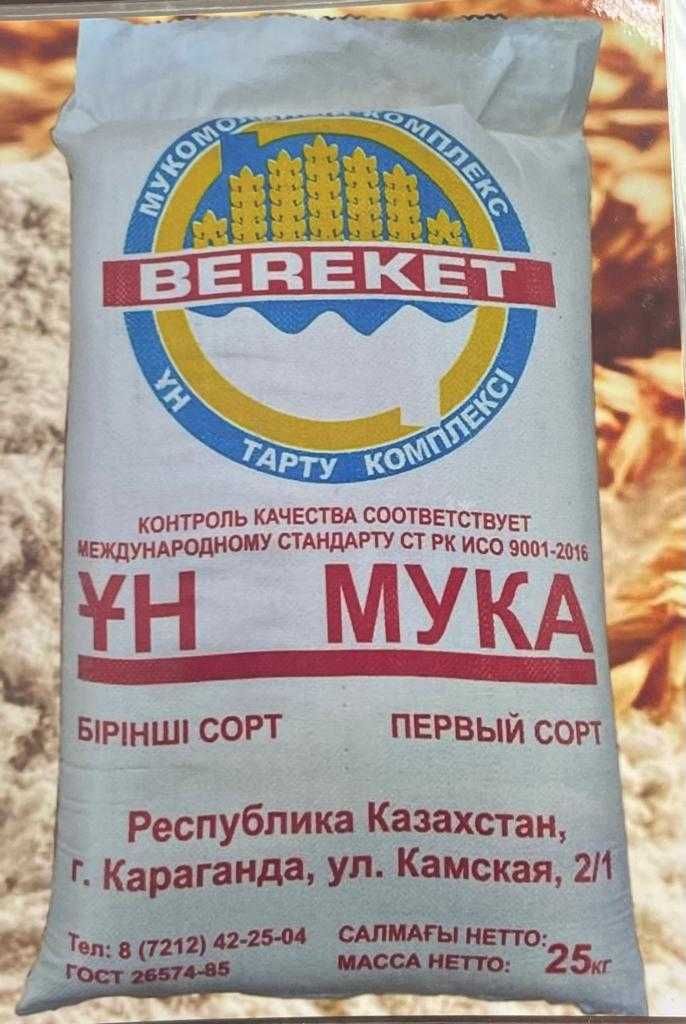 МУКОМОЛЬНЫЙ КОМПЛЕКС
BEREKET
ҰН ТАРТУ КОМПЛЕКСІ
КОНТРОЛЬ КАЧЕСТВА СООТВЕТСТВУЕТ
МЕЖДУНАРОДНОМУ СТАНДАРТУ СТ РК ИСО 9001-2016
ҰН МУКА
БІРІНШІ СОРТ ПЕРВЫЙ СОРТ
Республика Казахстан,
г. Караганда, ул. Камская, 2/1
Тел: 8 (7212) 42-25-04 САЛМАҒЫ НЕТТО:
ГОСТ 26574-85 МАССА НЕТТО: 25кг